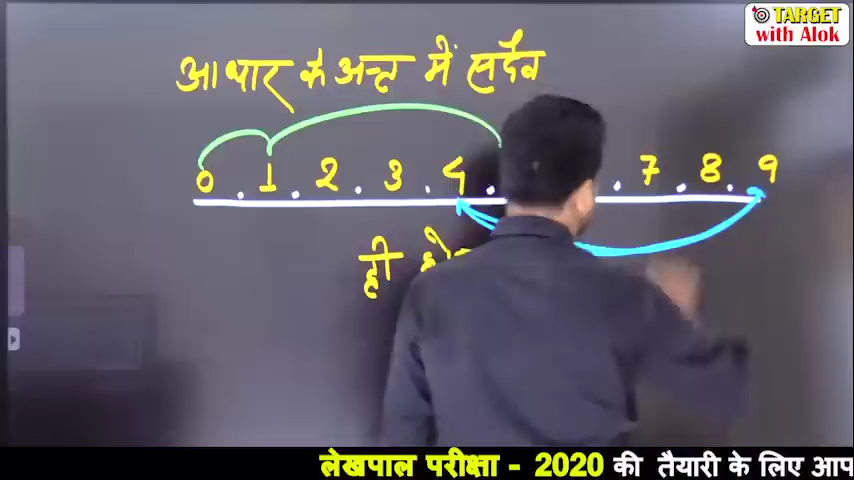 TARGET
with Alok
आधार के अन्त में सदैव
0 . 1 . 2 . 3 . 4 . . 7 . 8 . 9
ही
लेखपाल परीक्षा - 2020 की तैयारी के लिए आप